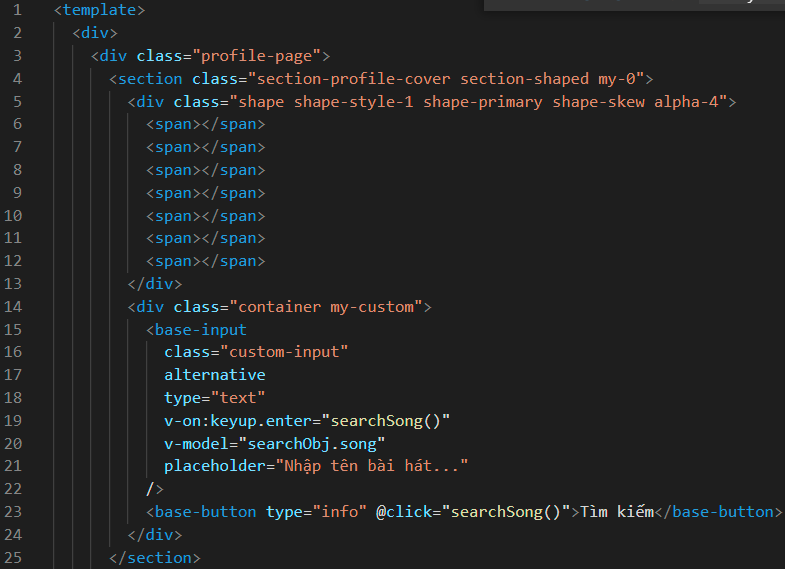 1 <template>
2 <div>
3 <div class="profile-page">
4 <section class="section-profile-cover section-shaped my-0">
5 <div class="shape shape-style-1 shape-primary shape-skew alpha-4">
6 <span></span>
7 <span></span>
8 <span></span>
9 <span></span>
10 <span></span>
11 <span></span>
12 <span></span>
13 </div>
14 <div class="container my-custom">
15 <base-input
16 class="custom-input"
17 alternative
18 type="text"
19 v-on:keyup.enter="searchSong()"
20 v-model="searchObj.song"
21 placeholder="Nhập tên bài hát..."
22 />
23 <base-button type="info" @click="searchSong()">Tìm kiếm</base-button>
24 </div>
25 </section>